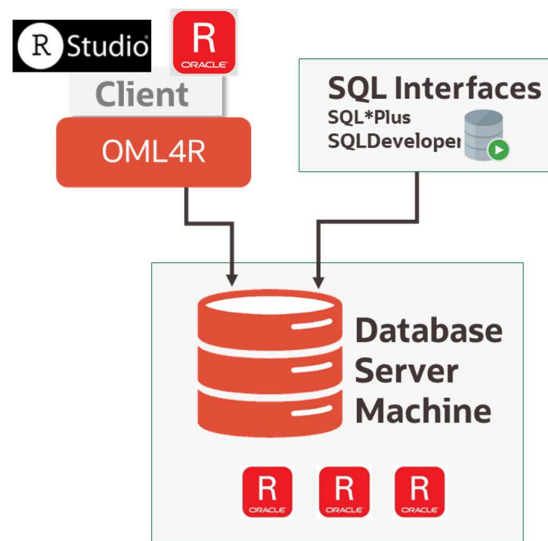 R Studio
R
ORACLE
Client
OML4R
SQL Interfaces
SQL*Plus
SQLDeveloper
Database
Server
Machine
R
ORACLE
R
ORACLE
R
ORACLE